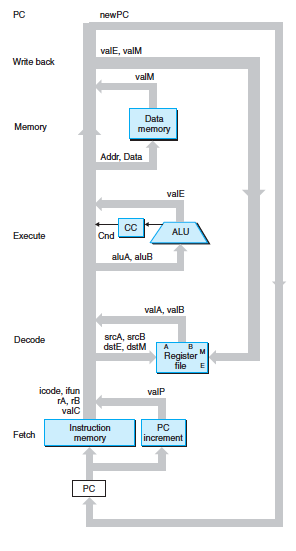 PC
newPC
Write back
valE, valM
valM
Memory
Data
memory
Addr, Data
valE
Execute
Cnd
CC
ALU
aluA, aluB
valA, valB
Decode
srcA, srcB
dstE, dstM
A
B
M
Register
file
E
icode, ifun
rA, rB
valC
valP
Fetch
Instruction
memory
PC
increment
PC